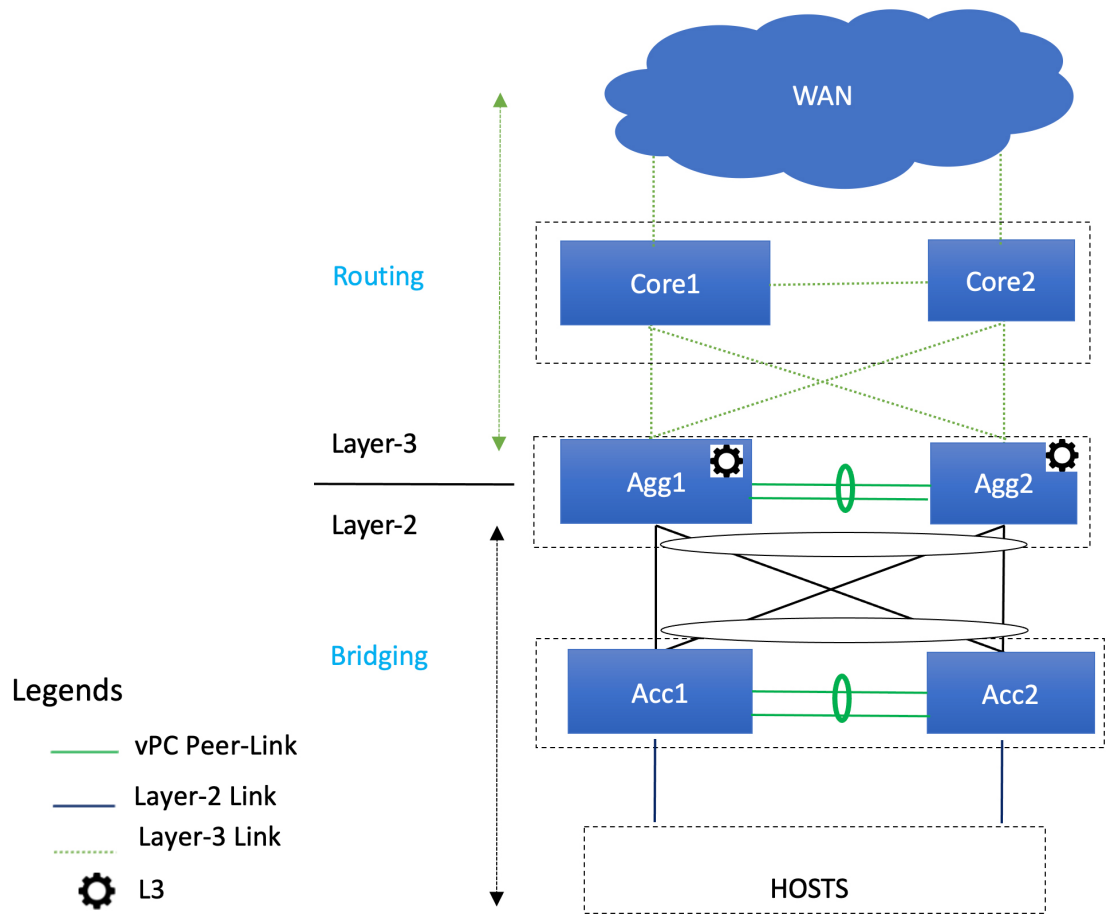 WAN
Routing
Core1
Core2
Layer-3
Agg1
Agg2
Layer-2
Bridging
Acc1
Acc2
Legends
vPC Peer-Link
Layer-2 Link
Layer-3 Link
L3
HOSTS